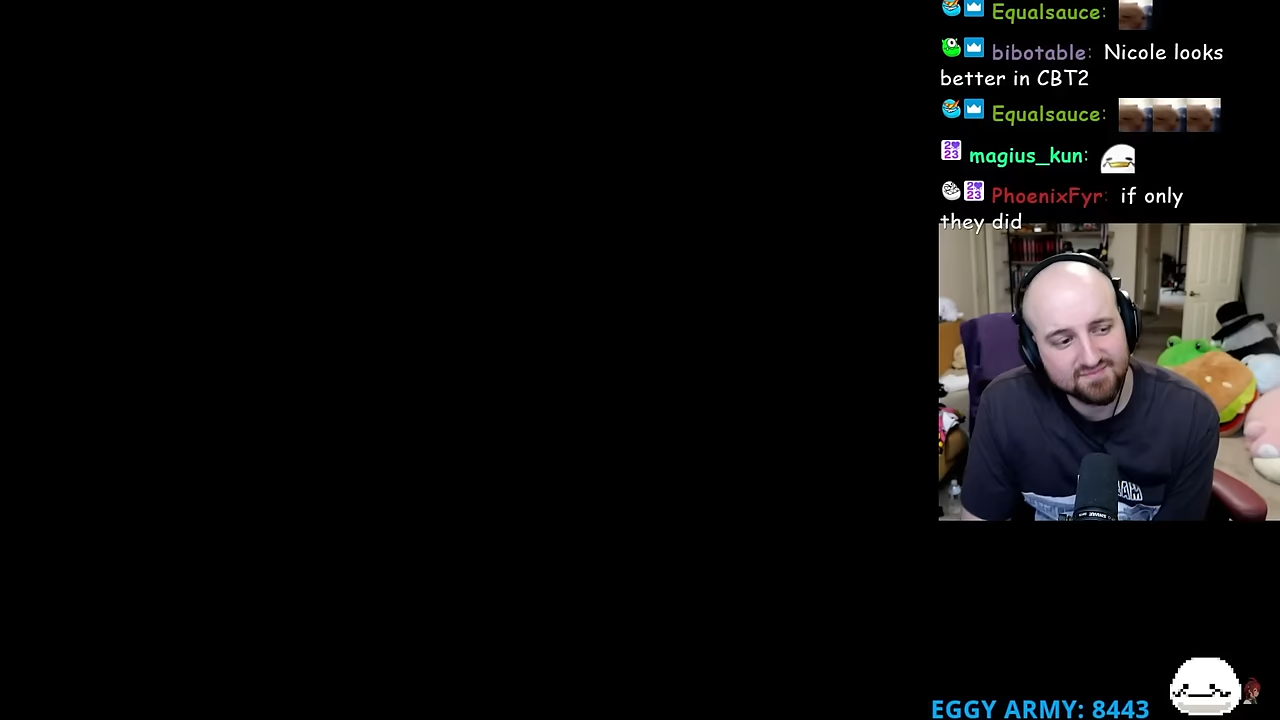 Equalsauce:
bibotable: Nicole looks
better in CBT2
Equalsauce:
magius_kun:
PhoenixFyr: if only
they did
EGGY ARMY: 8443